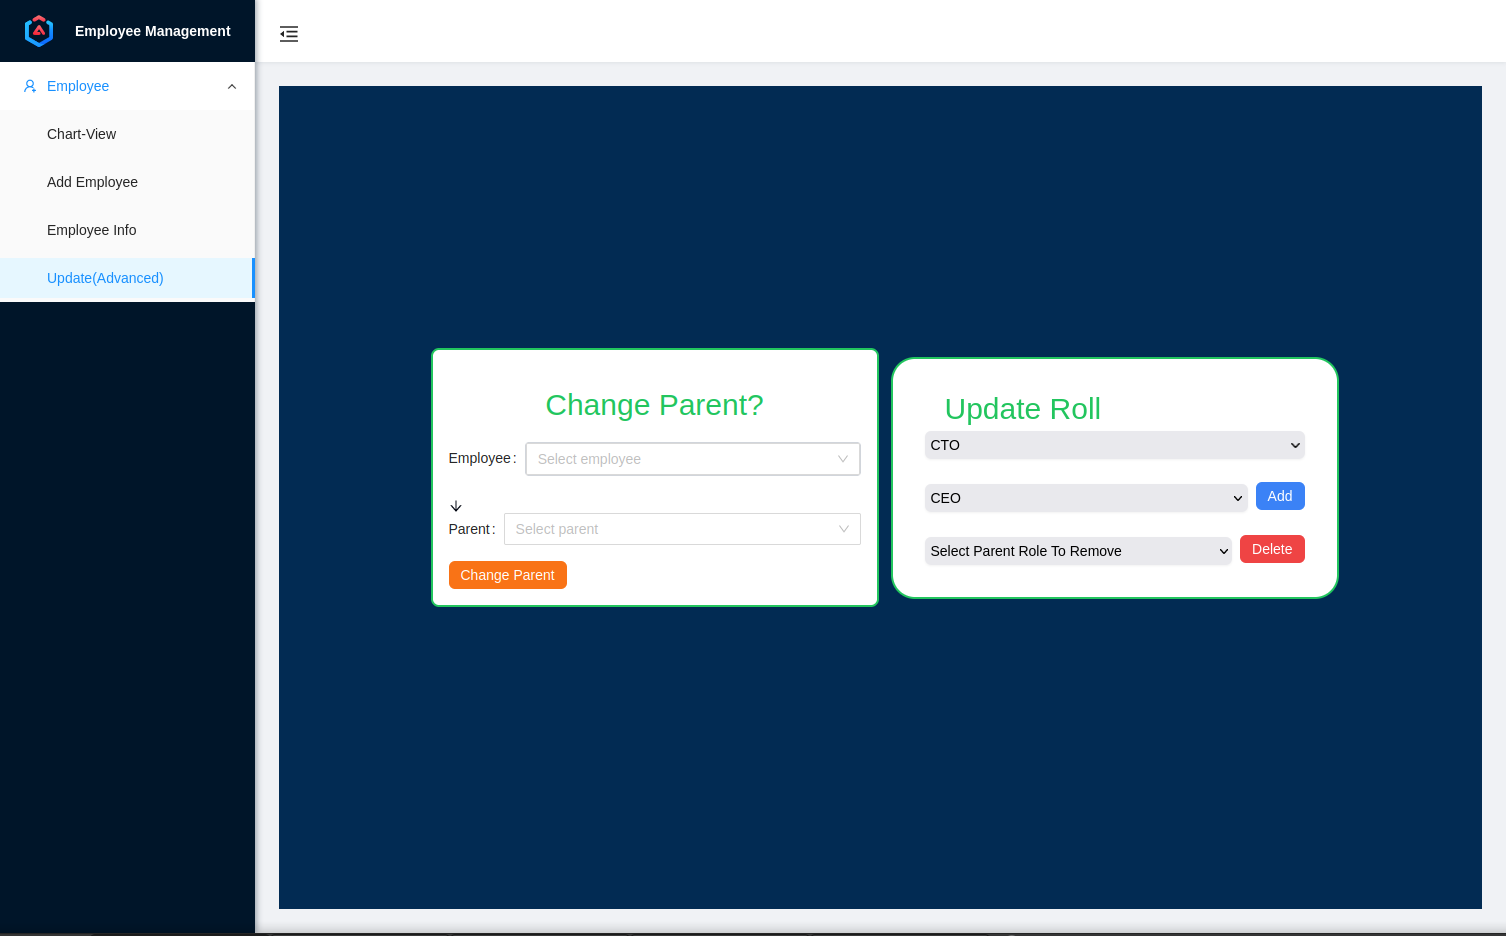 Employee Management
Employee
Chart-View
Add Employee
Employee Info
Update(Advanced)
Change Parent?
Employee:
Select employee
Parent:
Select parent
Change Parent
Update Roll
CTO
CEO
Add
Select Parent Role To Remove
Delete